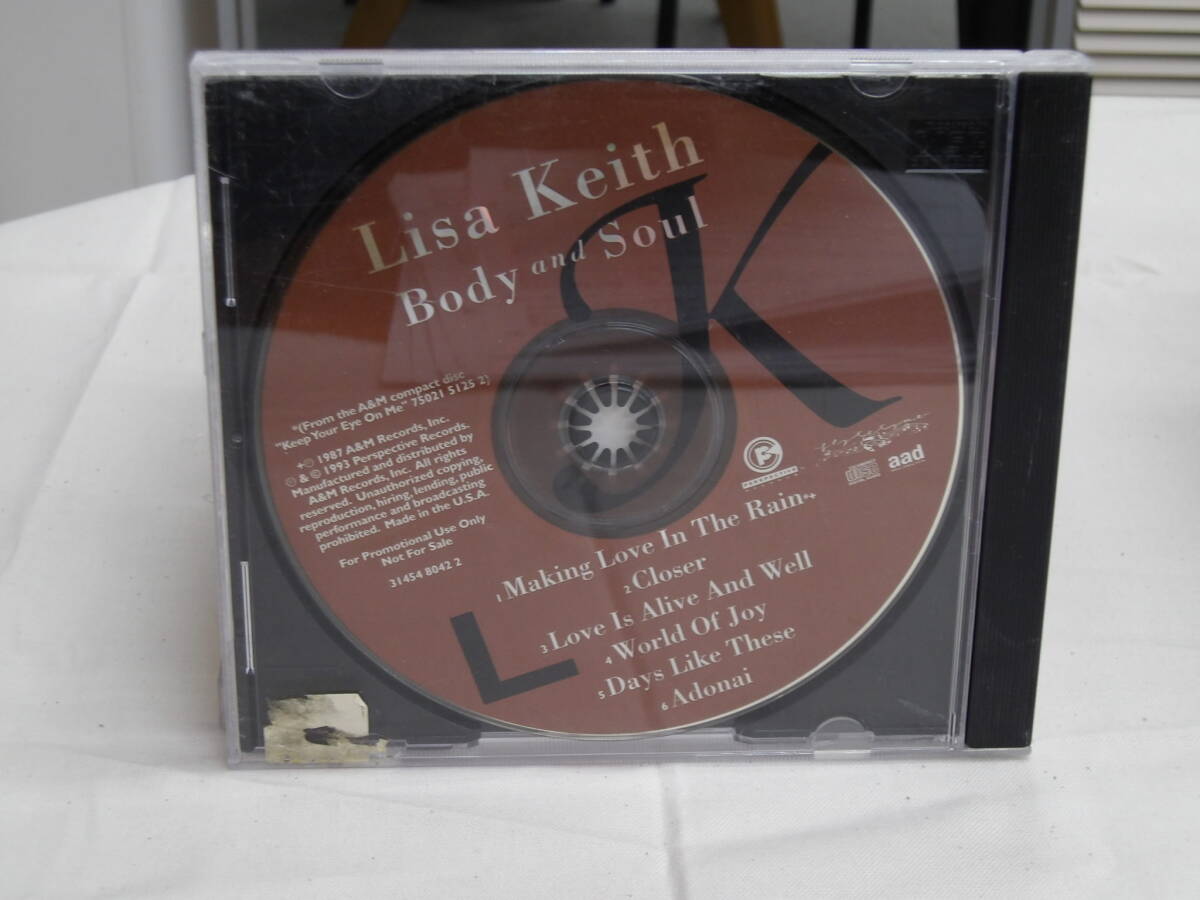 Lisa Keith
Body and Soul
K
*(From the A&M compact disc
"Keep Your Eye On Me" 75021 5125 2)
+℗ 1987 A&M Records, Inc.
℗ & © 1993 Perspective Records.
Manufactured and distributed by
A&M Records, Inc. All rights
reserved. Unauthorized copying,
reproduction, hiring, lending, public
performance and broadcasting
prohibited. Made in the U.S.A.
For Promotional Use Only
Not For Sale
31454 8042 2
PERSPECTIVE
disc
aad
1 Making Love In The Rain*+
2 Closer
3 Love Is Alive And Well
4 World Of Joy
5 Days Like These
6 Adonai
L